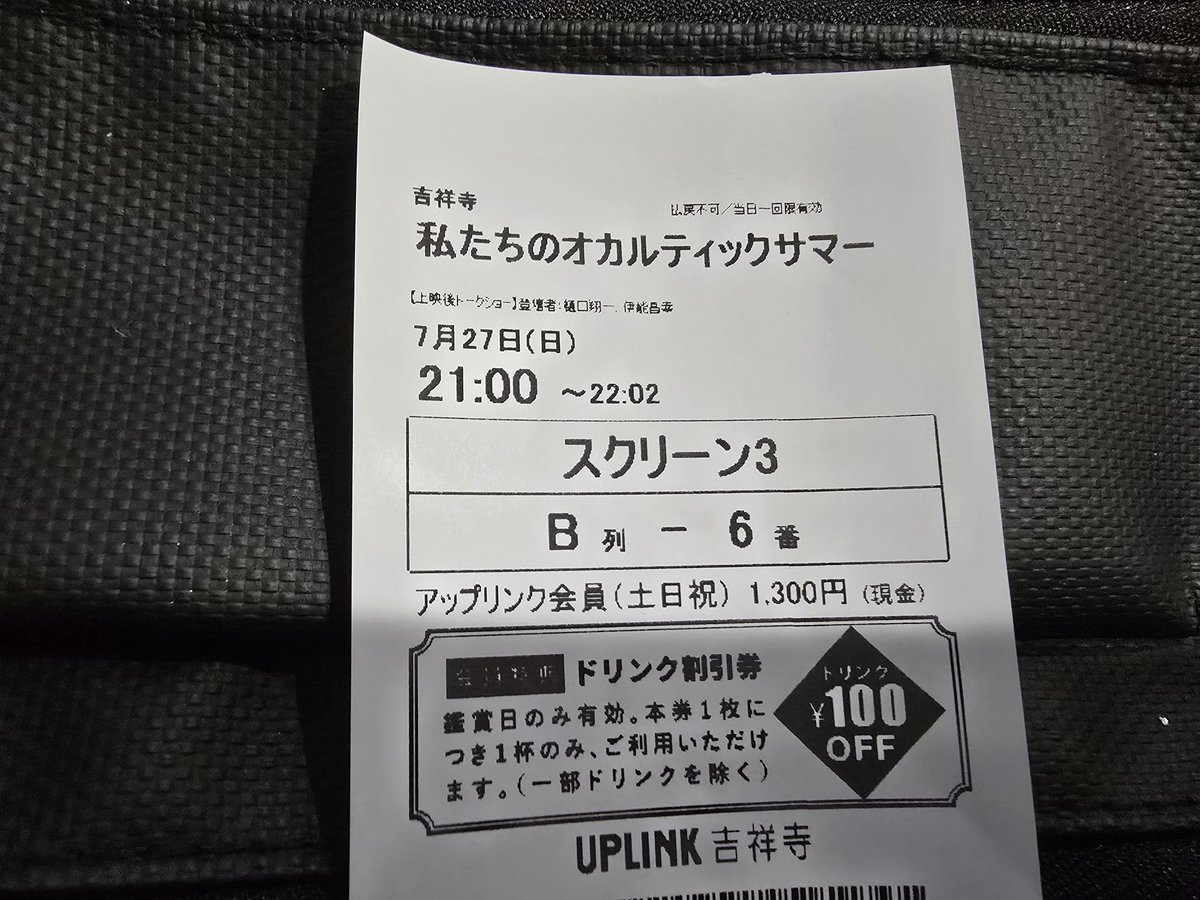 吉祥寺
払戻不可／当日一回限有効
私たちのオカルティックサマー
【上映後トークショー】登壇者:樋口翔一、伊能昌幸
7月27日(日)
21:00 ～22:02
スクリーン3
B 列 － 6 番
アップリンク会員(土日祝) 1,300円 (現金)
ドリンク割引券
鑑賞日のみ有効。本券1枚に
つき1杯のみ、ご利用いただけ
ます。(一部ドリンクを除く)
ドリンク
¥100
OFF
UPLINK 吉祥寺